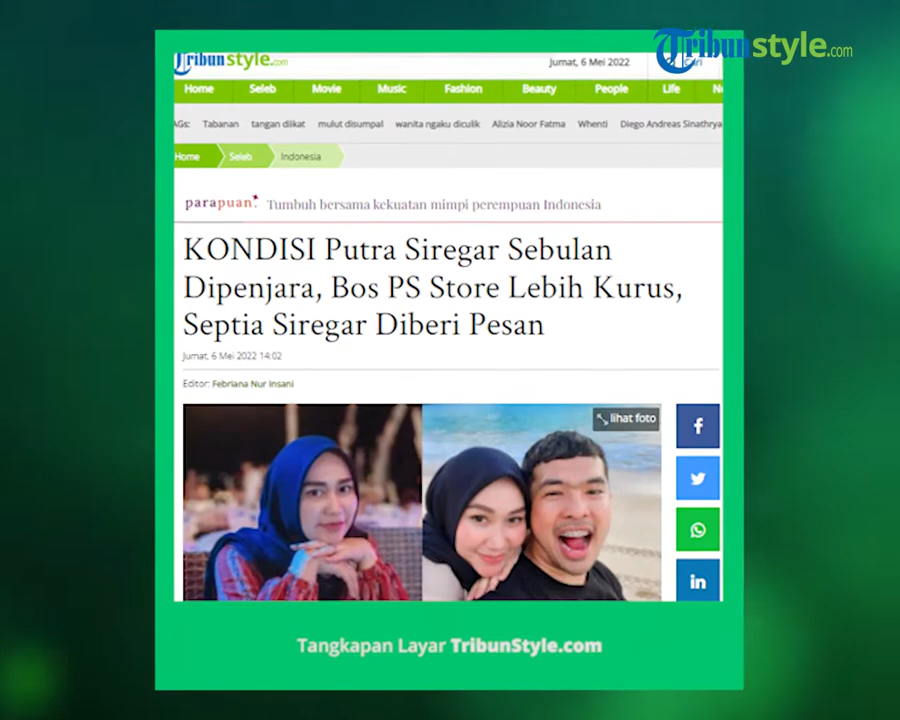 Tribunstyle.com
Tribunstyle.com
Jumat, 6 Mei 2022
Home Seleb Movie Music Fashion Beauty People Life
AGs: Tabanan tangan diikat mulut disumpal wanita ngaku diculik Alizia Noor Fatma Whenti Diego Andreas Sinathrya
Home Seleb Indonesia
parapuan. Tumbuh bersama kekuatan mimpi perempuan Indonesia
KONDISI Putra Siregar Sebulan
Dipenjara, Bos PS Store Lebih Kurus,
Septia Siregar Diberi Pesan
Jumat, 6 Mei 2022 14:02
Editor: Febriana Nur Insani
lihat foto
Tangkapan Layar TribunStyle.com